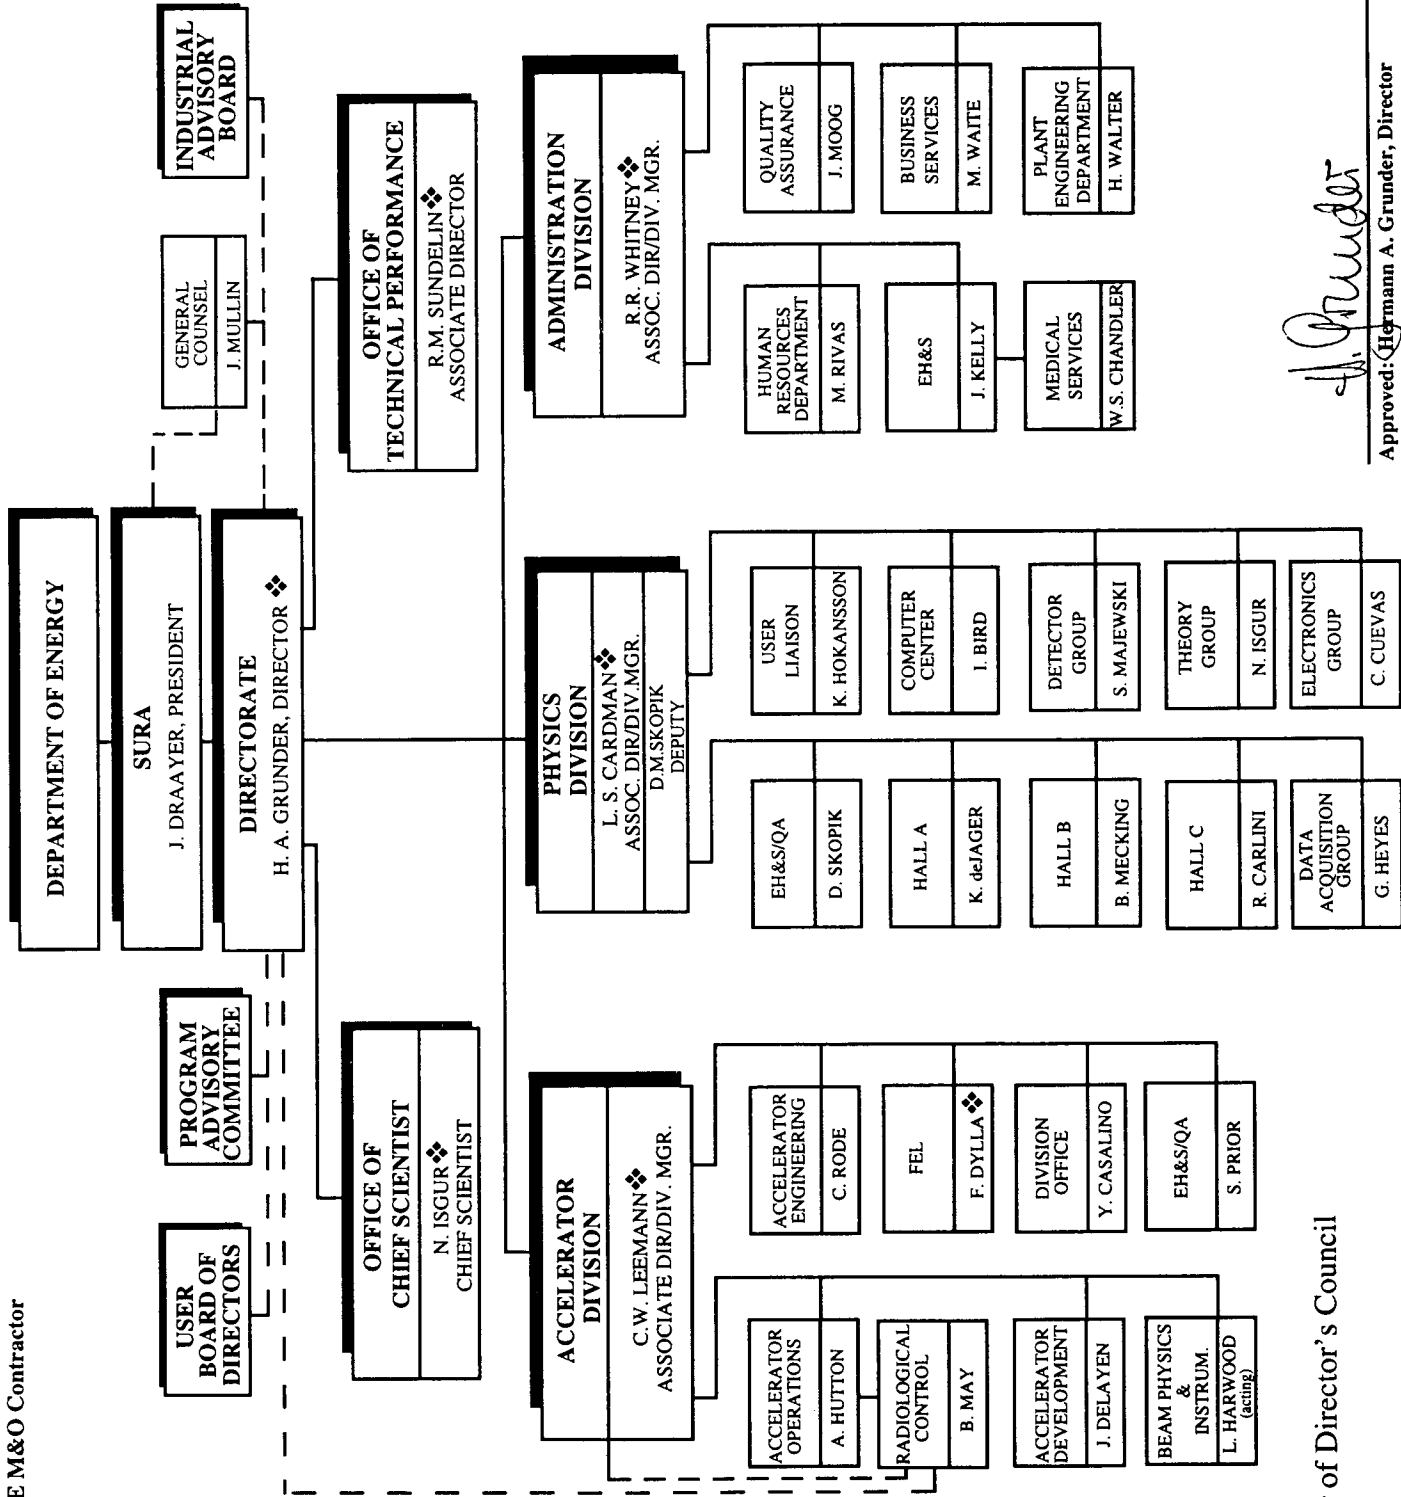 E M&O Contractor
DEPARTMENT OF ENERGY
SURA
J. DRAAYER, PRESIDENT
DIRECTORATE
H. A. GRUNDER, DIRECTOR ❖
USER
BOARD OF
DIRECTORS
PROGRAM
ADVISORY
COMMITTEE
GENERAL
COUNSEL
J. MULLIN
INDUSTRIAL
ADVISORY
BOARD
OFFICE OF
CHIEF SCIENTIST
N. ISGUR❖
CHIEF SCIENTIST
OFFICE OF
TECHNICAL PERFORMANCE
R.M. SUNDELIN❖
ASSOCIATE DIRECTOR
ACCELERATOR
DIVISION
C.W. LEEMANN❖
ASSOCIATE DIR/DIV. MGR.
ACCELERATOR
OPERATIONS
A. HUTTON
RADIOLOGICAL
CONTROL
B. MAY
ACCELERATOR
DEVELOPMENT
J. DELAYEN
BEAM PHYSICS
&
INSTRUM.
L. HARWOOD
(acting)
ACCELERATOR
ENGINEERING
C. RODE
FEL
F. DYLLA❖
DIVISION
OFFICE
Y. CASALINO
EH&S/QA
S. PRIOR
PHYSICS
DIVISION
L. S. CARDMAN❖
ASSOC. DIR/DIV.MGR.
D.M.SKOPIK
DEPUTY
EH&S/QA
D. SKOPIK
HALL A
K. deJAGER
HALL B
B. MECKING
HALL C
R. CARLINI
DATA
ACQUISITION
GROUP
G. HEYES
USER
LIAISON
K. HOKANSSON
COMPUTER
CENTER
I. BIRD
DETECTOR
GROUP
S. MAJEWSKI
THEORY
GROUP
N. ISGUR
ELECTRONICS
GROUP
C. CUEVAS
ADMINISTRATION
DIVISION
R.R. WHITNEY❖
ASSOC. DIR/DIV. MGR.
HUMAN
RESOURCES
DEPARTMENT
M. RIVAS
EH&S
J. KELLY
MEDICAL
SERVICES
W.S. CHANDLER
QUALITY
ASSURANCE
J. MOOG
BUSINESS
SERVICES
M. WAITE
PLANT
ENGINEERING
DEPARTMENT
H. WALTER
of Director's Council
H. Grunder
Approved: Hermann A. Grunder, Director